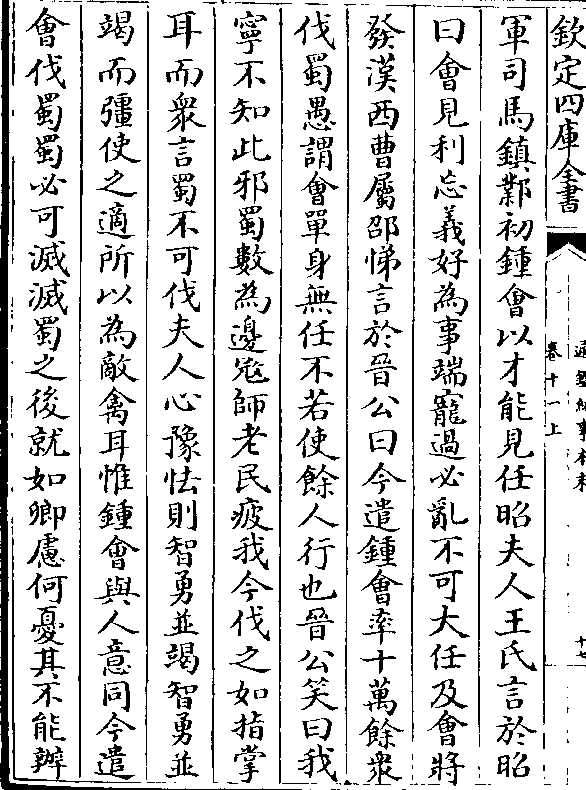 欽定四庫全書
通鑑紀事本末
卷十一上
軍司馬鎮鄴初鍾會以才能見任昭夫人王氏言於昭
曰會見利忘義好為事端寵過必亂不可大任及會將
發漢西曹屬邵悌言於晉公曰今遣鍾會率十萬餘衆
伐蜀愚謂會單身無任不若使餘人行也晉公笑曰我
寧不知此邪蜀數為邊寇師老民疲我今伐之如指掌
耳而衆言蜀不可伐夫人心豫怯則智勇並竭智勇並
竭而彊使之適所以為敵禽耳惟鍾會與人意同今遣
會伐蜀蜀必可滅滅蜀之後就如卿慮何憂其不能辦